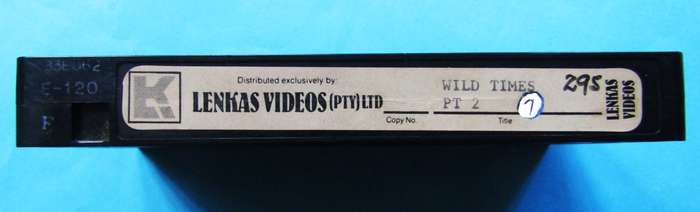 E-120
F
K
Distributed exclusively by:
LENKAS VIDEOS (PTY) LTD
Copy No.
WILD TIMES
PT 2
7
Title
295
LENKAS
VIDEOS